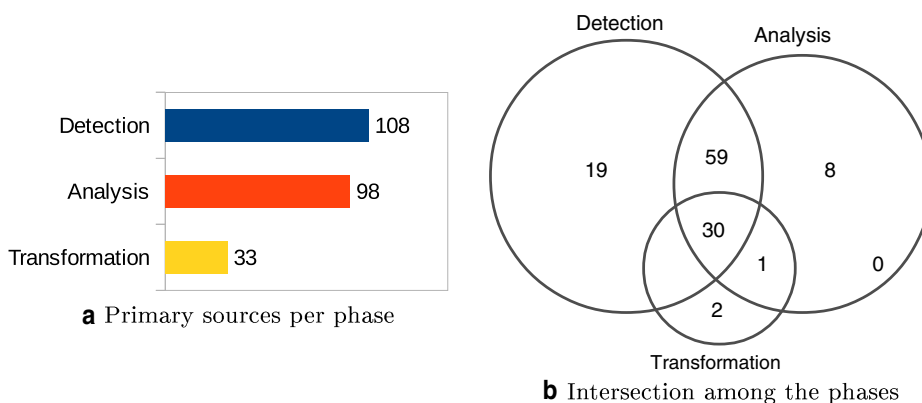 Detection 108
Analysis 98
Transformation 33
a Primary sources per phase
Detection
Analysis
19
59
8
30
1
0
2
Transformation
b Intersection among the phases